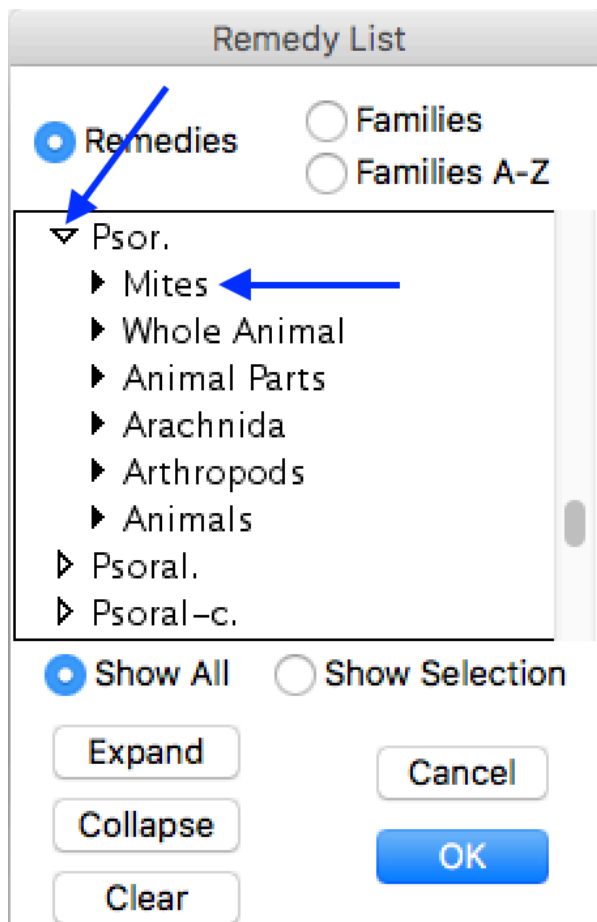 Remedy List
Remedies
Families
Families A-Z
Psor.
Mites
Whole Animal
Animal Parts
Arachnida
Arthropods
Animals
Psoral.
Psoral-c.
Show All
Show Selection
Expand
Cancel
Collapse
OK
Clear